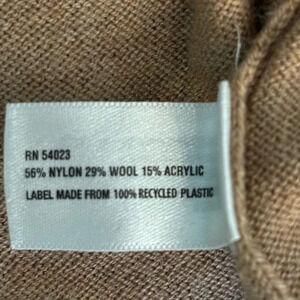 RN 54023
56% NYLON 29% WOOL 15% ACRYLIC
LABEL MADE FROM 100% RECYCLED PLASTIC